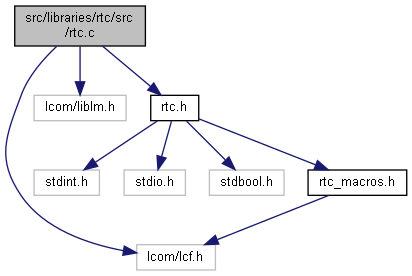 src/libraries/rtc/src
/rtc.c
lcom/liblm.h
rtc.h
stdint.h
stdio.h
stdbool.h
rtc_macros.h
lcom/lcf.h